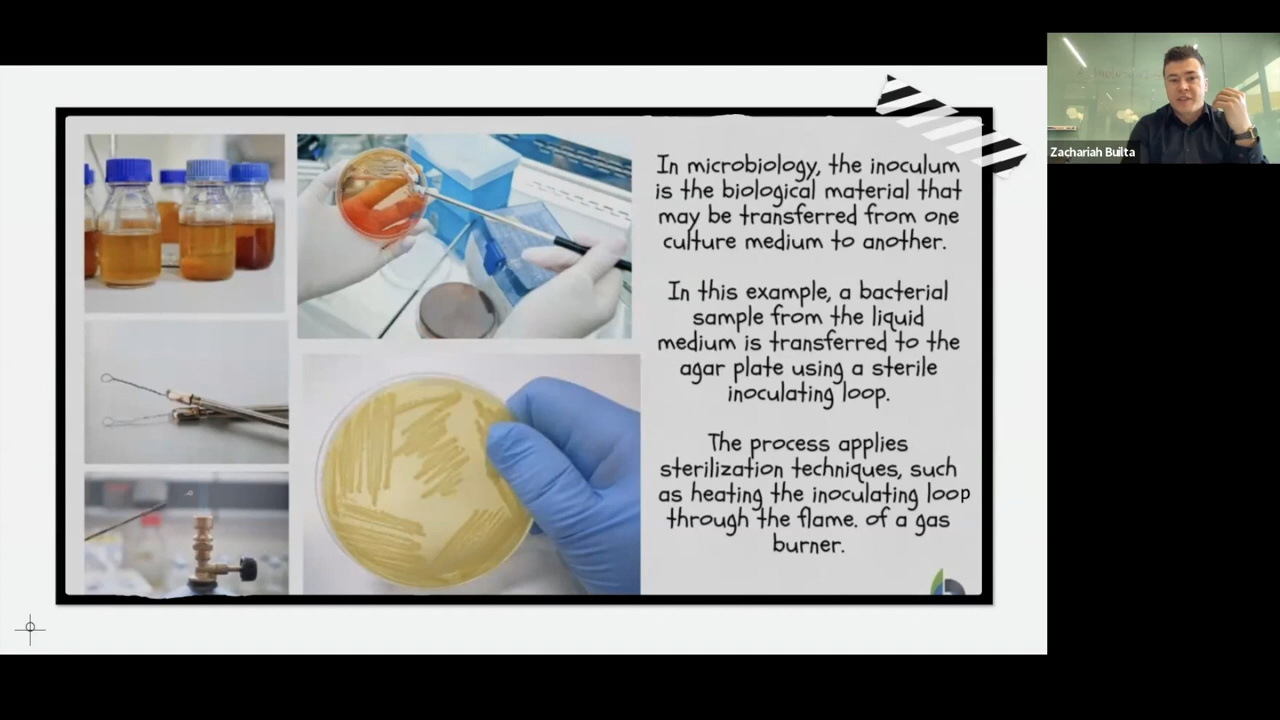 In microbiology, the inoculum
is the biological material that
may be transferred from one
culture medium to another.
In this example, a bacterial
sample from the liquid
medium is transferred to the
agar plate using a sterile
inoculating loop.
The process applies
sterilization techniques, such
as heating the inoculating loop
through the flame. of a gas
burner.
Zachariah Builta